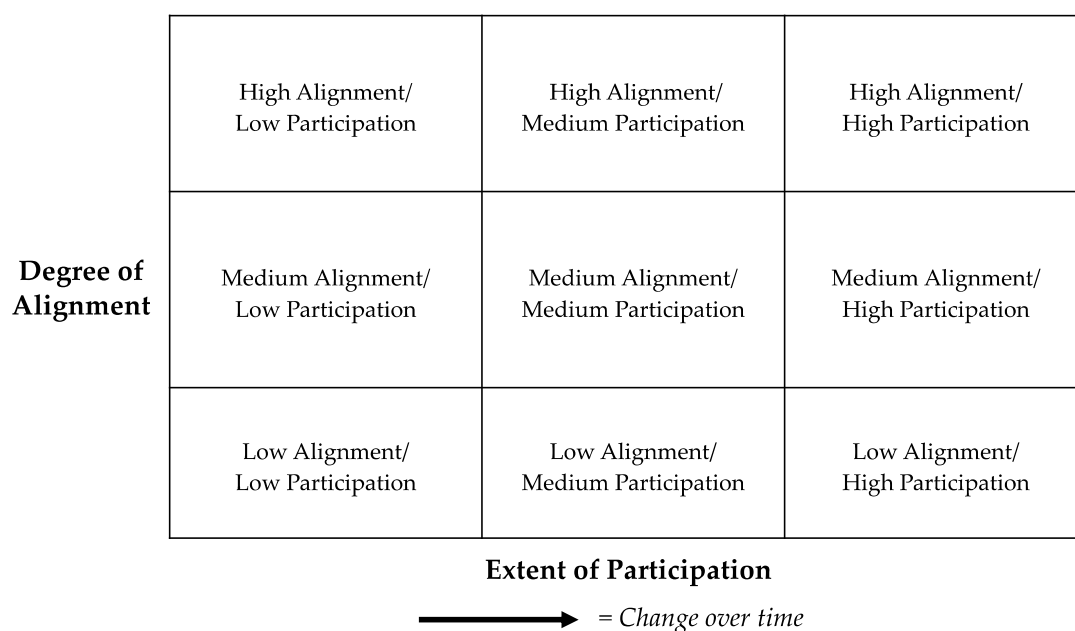 High Alignment/
Low Participation
High Alignment/
Medium Participation
High Alignment/
High Participation
Degree of
Alignment
Medium Alignment/
Low Participation
Medium Alignment/
Medium Participation
Medium Alignment/
High Participation
Low Alignment/
Low Participation
Low Alignment/
Medium Participation
Low Alignment/
High Participation
Extent of Participation
= Change over time